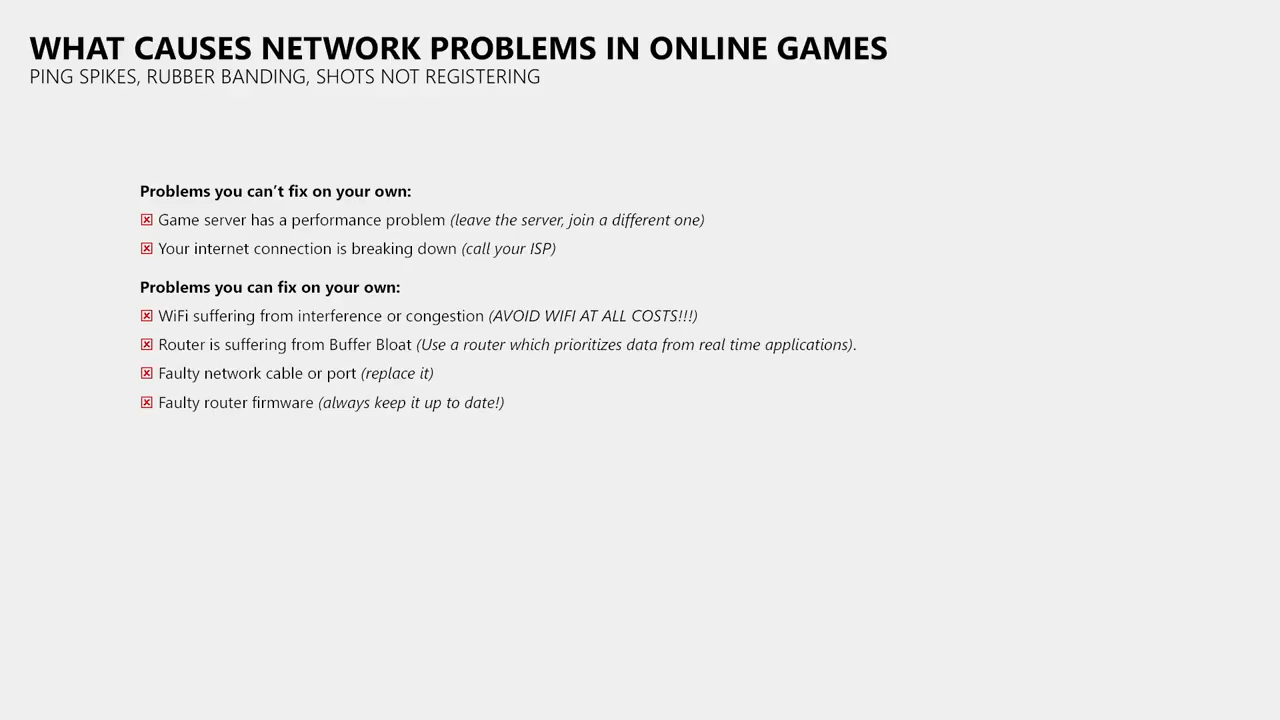 WHAT CAUSES NETWORK PROBLEMS IN ONLINE GAMES
PING SPIKES, RUBBER BANDING, SHOTS NOT REGISTERING
Problems you can’t fix on your own:
Game server has a performance problem (leave the server, join a different one)
Your internet connection is breaking down (call your ISP)
Problems you can fix on your own:
WiFi suffering from interference or congestion (AVOID WIFI AT ALL COSTS!!!)
Router is suffering from Buffer Bloat (Use a router which prioritizes data from real time applications).
Faulty network cable or port (replace it)
Faulty router firmware (always keep it up to date!)